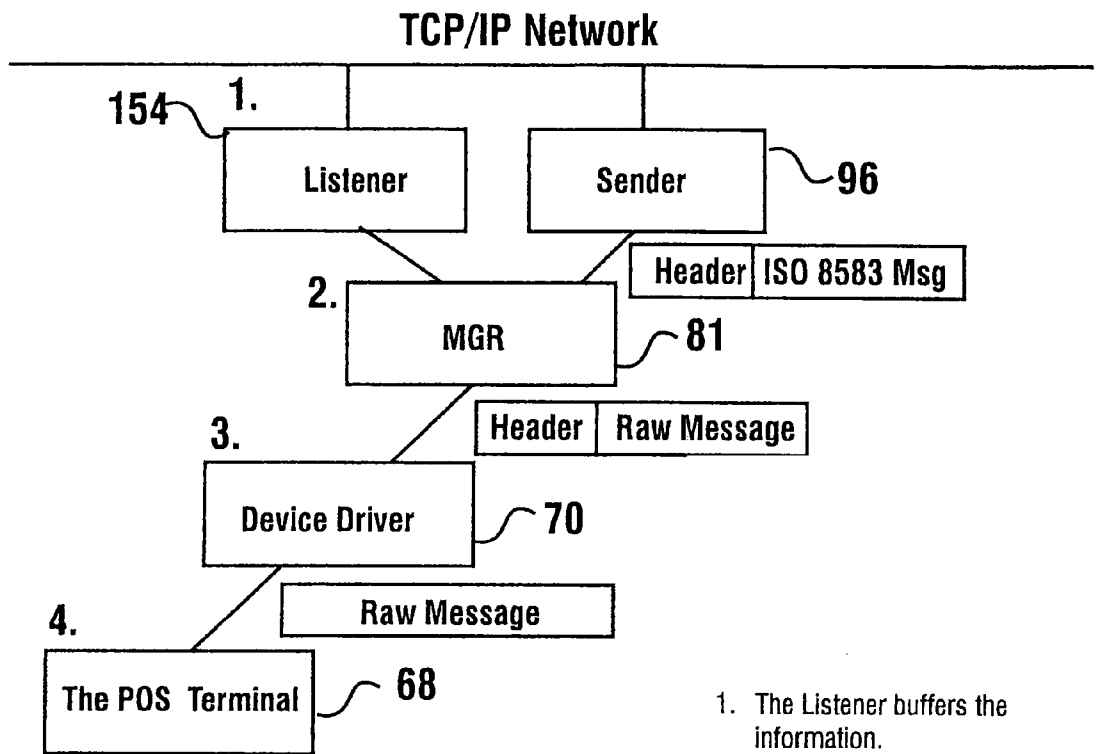 TCP/IP Network
154
1.
Listener
Sender
96
Header ISO 8583 Msg
2.
MGR
81
Header Raw Message
3.
Device Driver
70
Raw Message
4.
The POS Terminal
68
1. The Listener buffers the
information.